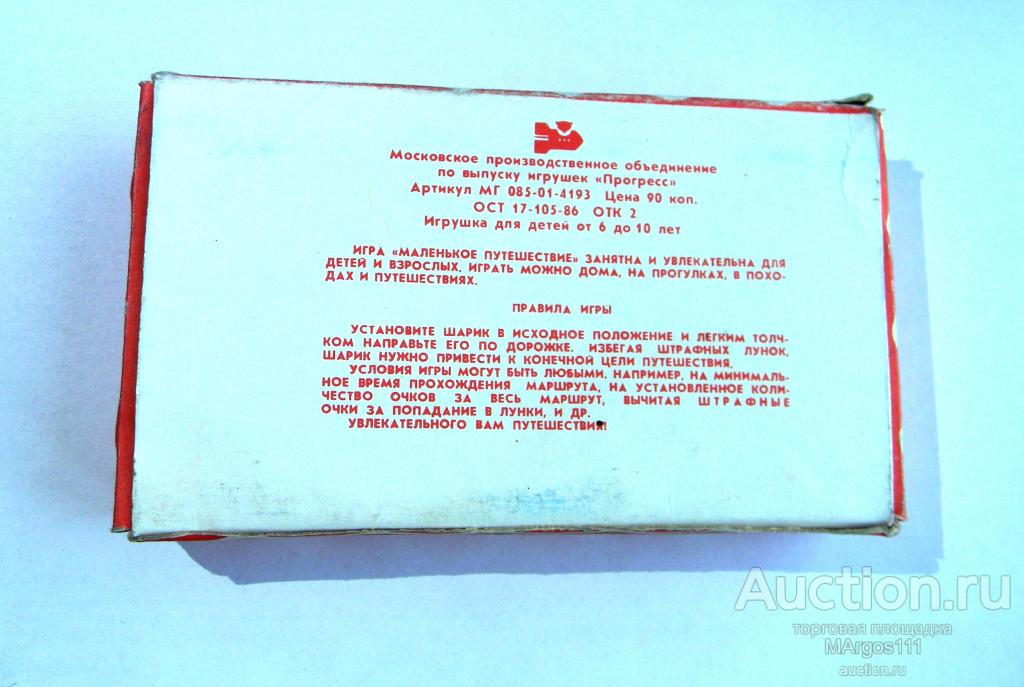 Московское производственное объединение
по выпуску игрушек «Прогресс»
Артикул МГ 085-01-4193 Цена 90 коп.
ОСТ 17-105-86 ОТК 2
Игрушка для детей от 6 до 10 лет
ИГРА «МАЛЕНЬКОЕ ПУТЕШЕСТВИЕ» ЗАНЯТНА И УВЛЕКАТЕЛЬНА ДЛЯ
ДЕТЕЙ И ВЗРОСЛЫХ. ИГРАТЬ МОЖНО ДОМА, НА ПРОГУЛКАХ, В ПОХО-
ДАХ И ПУТЕШЕСТВИЯХ.
ПРАВИЛА ИГРЫ
УСТАНОВИТЕ ШАРИК В ИСХОДНОЕ ПОЛОЖЕНИЕ И ЛЕГКИМ ТОЛЧ-
КОМ НАПРАВЬТЕ ЕГО ПО ДОРОЖКЕ. ИЗБЕГАЯ ШТРАФНЫХ ЛУНОК,
ШАРИК НУЖНО ПРИВЕСТИ К КОНЕЧНОЙ ЦЕЛИ ПУТЕШЕСТВИЯ.
УСЛОВИЯ ИГРЫ МОГУТ БЫТЬ ЛЮБЫМИ. НАПРИМЕР, НА МИНИМАЛЬ-
НОЕ ВРЕМЯ ПРОХОЖДЕНИЯ МАРШРУТА, НА УСТАНОВЛЕННОЕ КОЛИ-
ЧЕСТВО ОЧКОВ ЗА ВЕСЬ МАРШРУТ, ВЫЧИТАЯ ШТРАФНЫЕ
ОЧКИ ЗА ПОПАДАНИЕ В ЛУНКИ, И ДР.
УВЛЕКАТЕЛЬНОГО ВАМ ПУТЕШЕСТВИЯ!
Auction.ru
торговая площадка
MArgos111
auction.ru